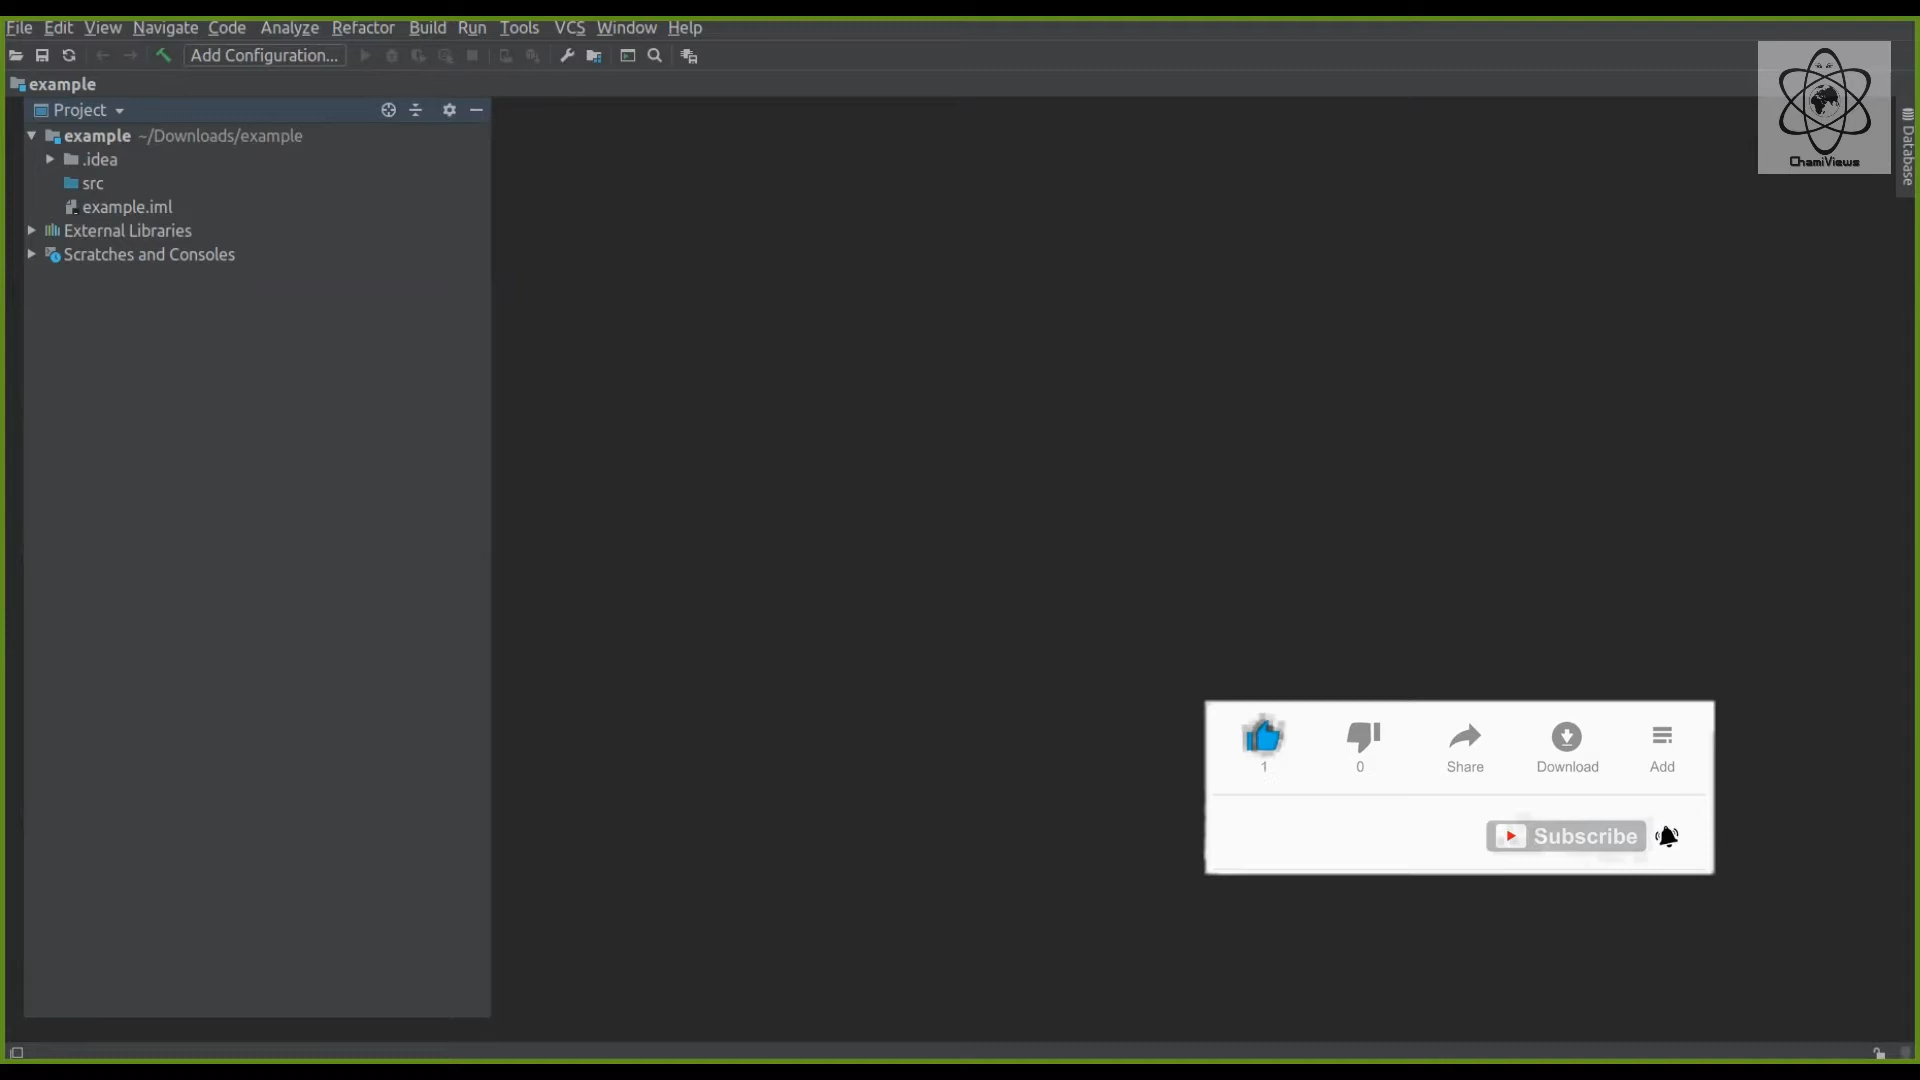 File Edit View Navigate Code Analyze Refactor Build Run Tools VCS Window Help
Add Configuration...
example
Project
example ~/Downloads/example
.idea
src
example.iml
External Libraries
Scratches and Consoles
ChamiViews
Database
1 0 Share Download Add
Subscribe